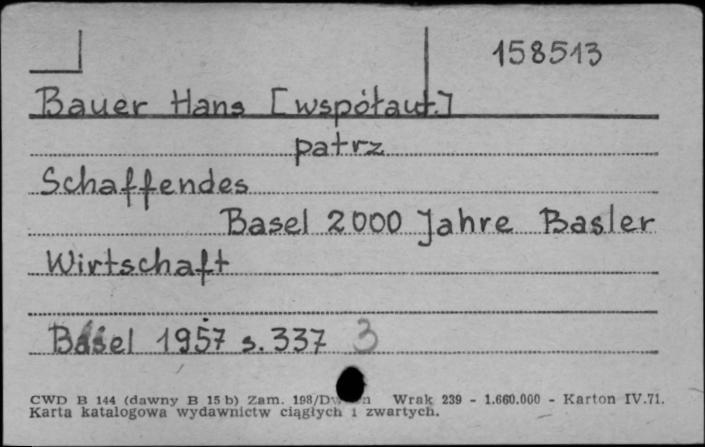 158513
Bauer Hans [współaut.]
patrz
Schaffendes
Basel 2000 Jahre Basler
Wirtschaft
Basel 1957 s. 337 3
CWD B 144 (dawny B 15 b) Zam. 198/ Wrak 239 - 1.660.000 - Karton IV.71.
Karta katalogowa wydawnictw ciągłych i zwartych.